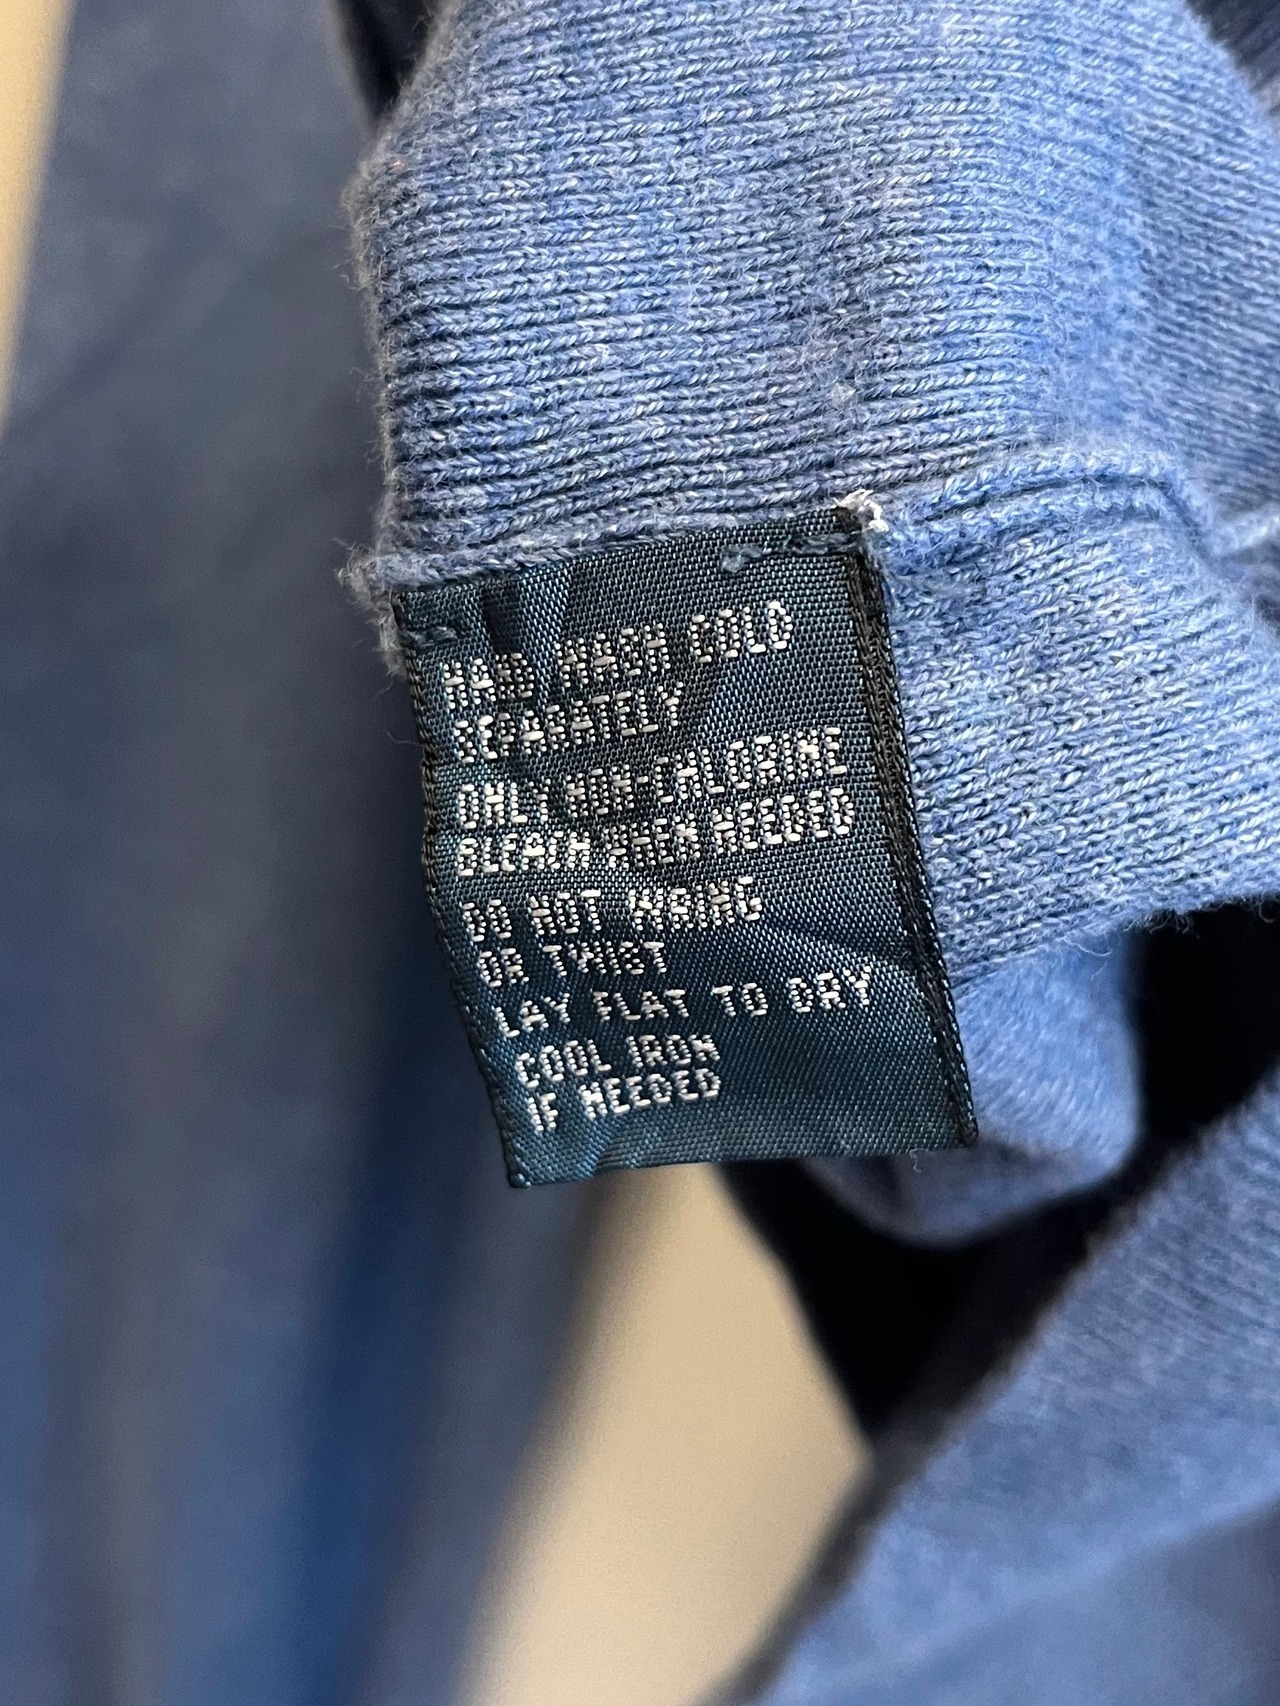 HAND WASH COLD
SEPARATELY
ONLY NON-CHLORINE
BLEACH WHEN NEEDED
DO NOT WRING
OR TWIST
LAY FLAT TO DRY
COOL IRON
IF NEEDED